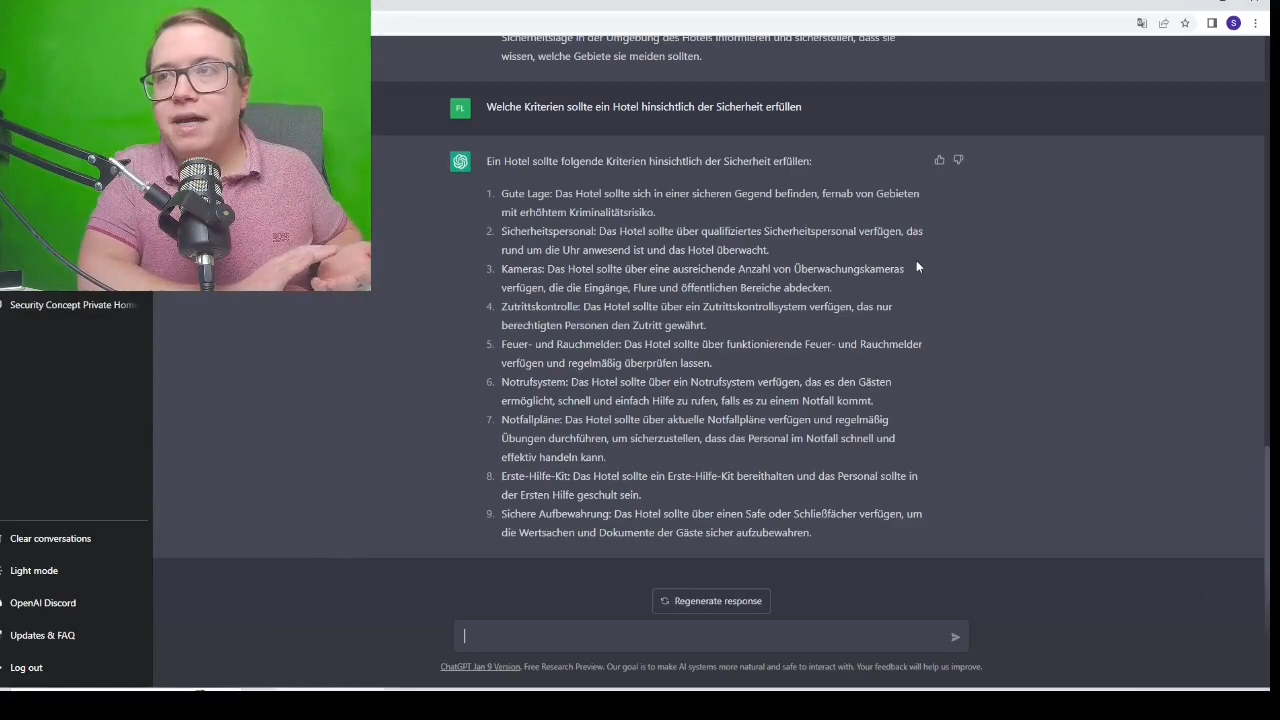 Sicherheitslage in der Umgebung des Hotels informieren und sicherstellen, dass sie
wissen, welche Gebiete sie meiden sollten.
FL
Welche Kriterien sollte ein Hotel hinsichtlich der Sicherheit erfüllen
Ein Hotel sollte folgende Kriterien hinsichtlich der Sicherheit erfüllen:
1. Gute Lage: Das Hotel sollte sich in einer sicheren Gegend befinden, fernab von Gebieten
mit erhöhtem Kriminalitätsrisiko.
2. Sicherheitspersonal: Das Hotel sollte über qualifiziertes Sicherheitspersonal verfügen, das
rund um die Uhr anwesend ist und das Hotel überwacht.
3. Kameras: Das Hotel sollte über eine ausreichende Anzahl von Überwachungskameras
verfügen, die die Eingänge, Flure und öffentlichen Bereiche abdecken.
4. Zutrittskontrolle: Das Hotel sollte über ein Zutrittskontrollsystem verfügen, das nur
berechtigten Personen den Zutritt gewährt.
5. Feuer- und Rauchmelder: Das Hotel sollte über funktionierende Feuer- und Rauchmelder
verfügen und regelmäßig überprüfen lassen.
6. Notrufsystem: Das Hotel sollte über ein Notrufsystem verfügen, das es den Gästen
ermöglicht, schnell und einfach Hilfe zu rufen, falls es zu einem Notfall kommt.
7. Notfallpläne: Das Hotel sollte über aktuelle Notfallpläne verfügen und regelmäßig
Übungen durchführen, um sicherzustellen, dass das Personal im Notfall schnell und
effektiv handeln kann.
8. Erste-Hilfe-Kit: Das Hotel sollte ein Erste-Hilfe-Kit bereithalten und das Personal sollte in
der Ersten Hilfe geschult sein.
9. Sichere Aufbewahrung: Das Hotel sollte über einen Safe oder Schließfächer verfügen, um
die Wertsachen und Dokumente der Gäste sicher aufzubewahren.
Security Concept Private Hom
Clear conversations
Light mode
OpenAI Discord
Updates & FAQ
Log out
Regenerate response
ChatGPT Jan 9 Version. Free Research Preview. Our goal is to make AI systems more natural and safe to interact with. Your feedback will help us improve.
S
BOSS